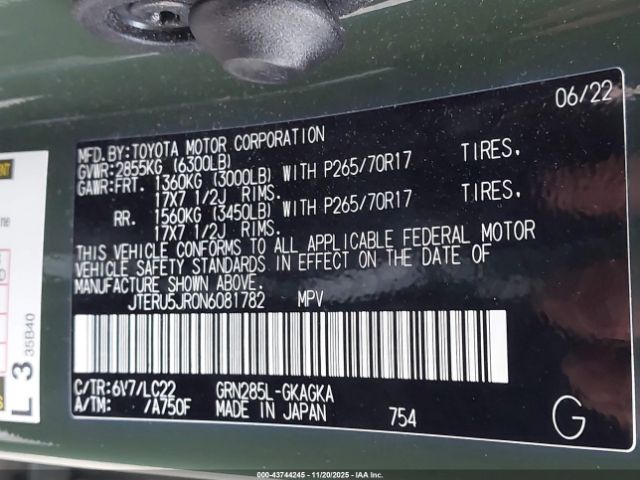 06/22
MFD.BY:TOYOTA MOTOR CORPORATION
GVWR:2855KG (6300LB)
GAWR:FRT. 1360KG (3000LB) WITH P265/70R17 TIRES,
17X7 1/2J RIMS.
RR. 1560KG (3450LB) WITH P265/70R17 TIRES,
17X7 1/2J RIMS.
THIS VEHICLE CONFORMS TO ALL APPLICABLE FEDERAL MOTOR
VEHICLE SAFETY STANDARDS IN EFFECT ON THE DATE OF
MANUFACTURE SHOWN ABOVE.
JTERU5JR0N6081782 MPV
C/TR:6V7/LC22 GRN285L-GKAGKA
A/TM: /A750F MADE IN JAPAN 754 G
L 3
35B40
000-43744245 - 11/20/2025 - IAA Inc.